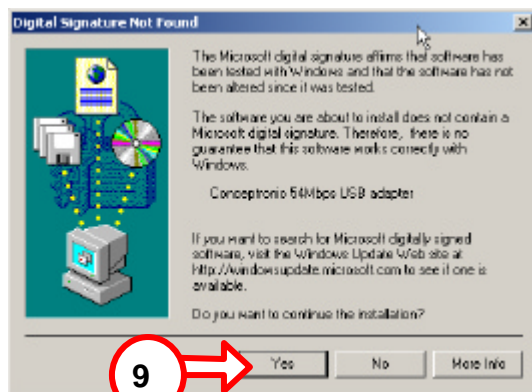 Digital Signature Not Found
The Microsoft digital signature affirms that software has
been tested with Windows and that the software has not
been altered since it was tested.
The software you are about to install does not contain a
Microsoft digital signature. Therefore, there is no
guarantee that this software works correctly with
Windows.
Conceptronic 54Mbps USB adapter
If you want to search for Microsoft digitally signed
software, visit the Windows Update Web site at
http://windowsupdate.microsoft.com to see if one is
available.
Do you want to continue the installation?
9
Yes
No
More Info